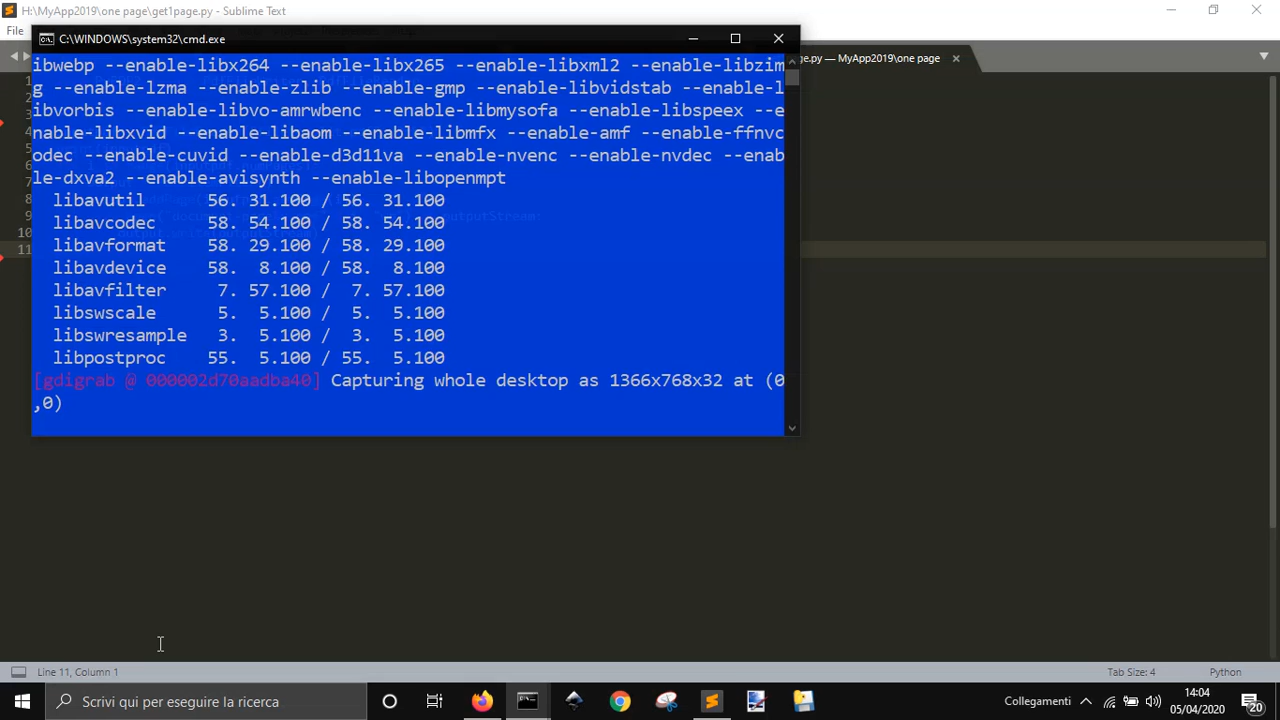 H:\MyApp2019\one page\get1page.py - Sublime Text
File
C:\WINDOWS\system32\cmd.exe
ge.py — MyApp2019\one page
ibwebp --enable-libx264 --enable-libx265 --enable-libxml2 --enable-libzim
g --enable-lzma --enable-zlib --enable-gmp --enable-libvidstab --enable-l
ibvorbis --enable-libvo-amrwbenc --enable-libmysofa --enable-libspeex --e
nable-libxvid --enable-libaom --enable-libmfx --enable-amf --enable-ffnvc
odec --enable-cuvid --enable-d3d11va --enable-nvenc --enable-nvdec --enab
le-dxva2 --enable-avisynth --enable-libopenmpt
libavutil 56. 31.100 / 56. 31.100
libavcodec 58. 54.100 / 58. 54.100
libavformat 58. 29.100 / 58. 29.100
libavdevice 58. 8.100 / 58. 8.100
libavfilter 7. 57.100 / 7. 57.100
libswscale 5. 5.100 / 5. 5.100
libswresample 3. 5.100 / 3. 5.100
libpostproc 55. 5.100 / 55. 5.100
[gdigrab @ 000002d70aadba40] Capturing whole desktop as 1366x768x32 at (0
,0)
11
Line 11, Column 1
Tab Size: 4
Python
Scrivi qui per eseguire la ricerca
Collegamenti
14:04
05/04/2020
20